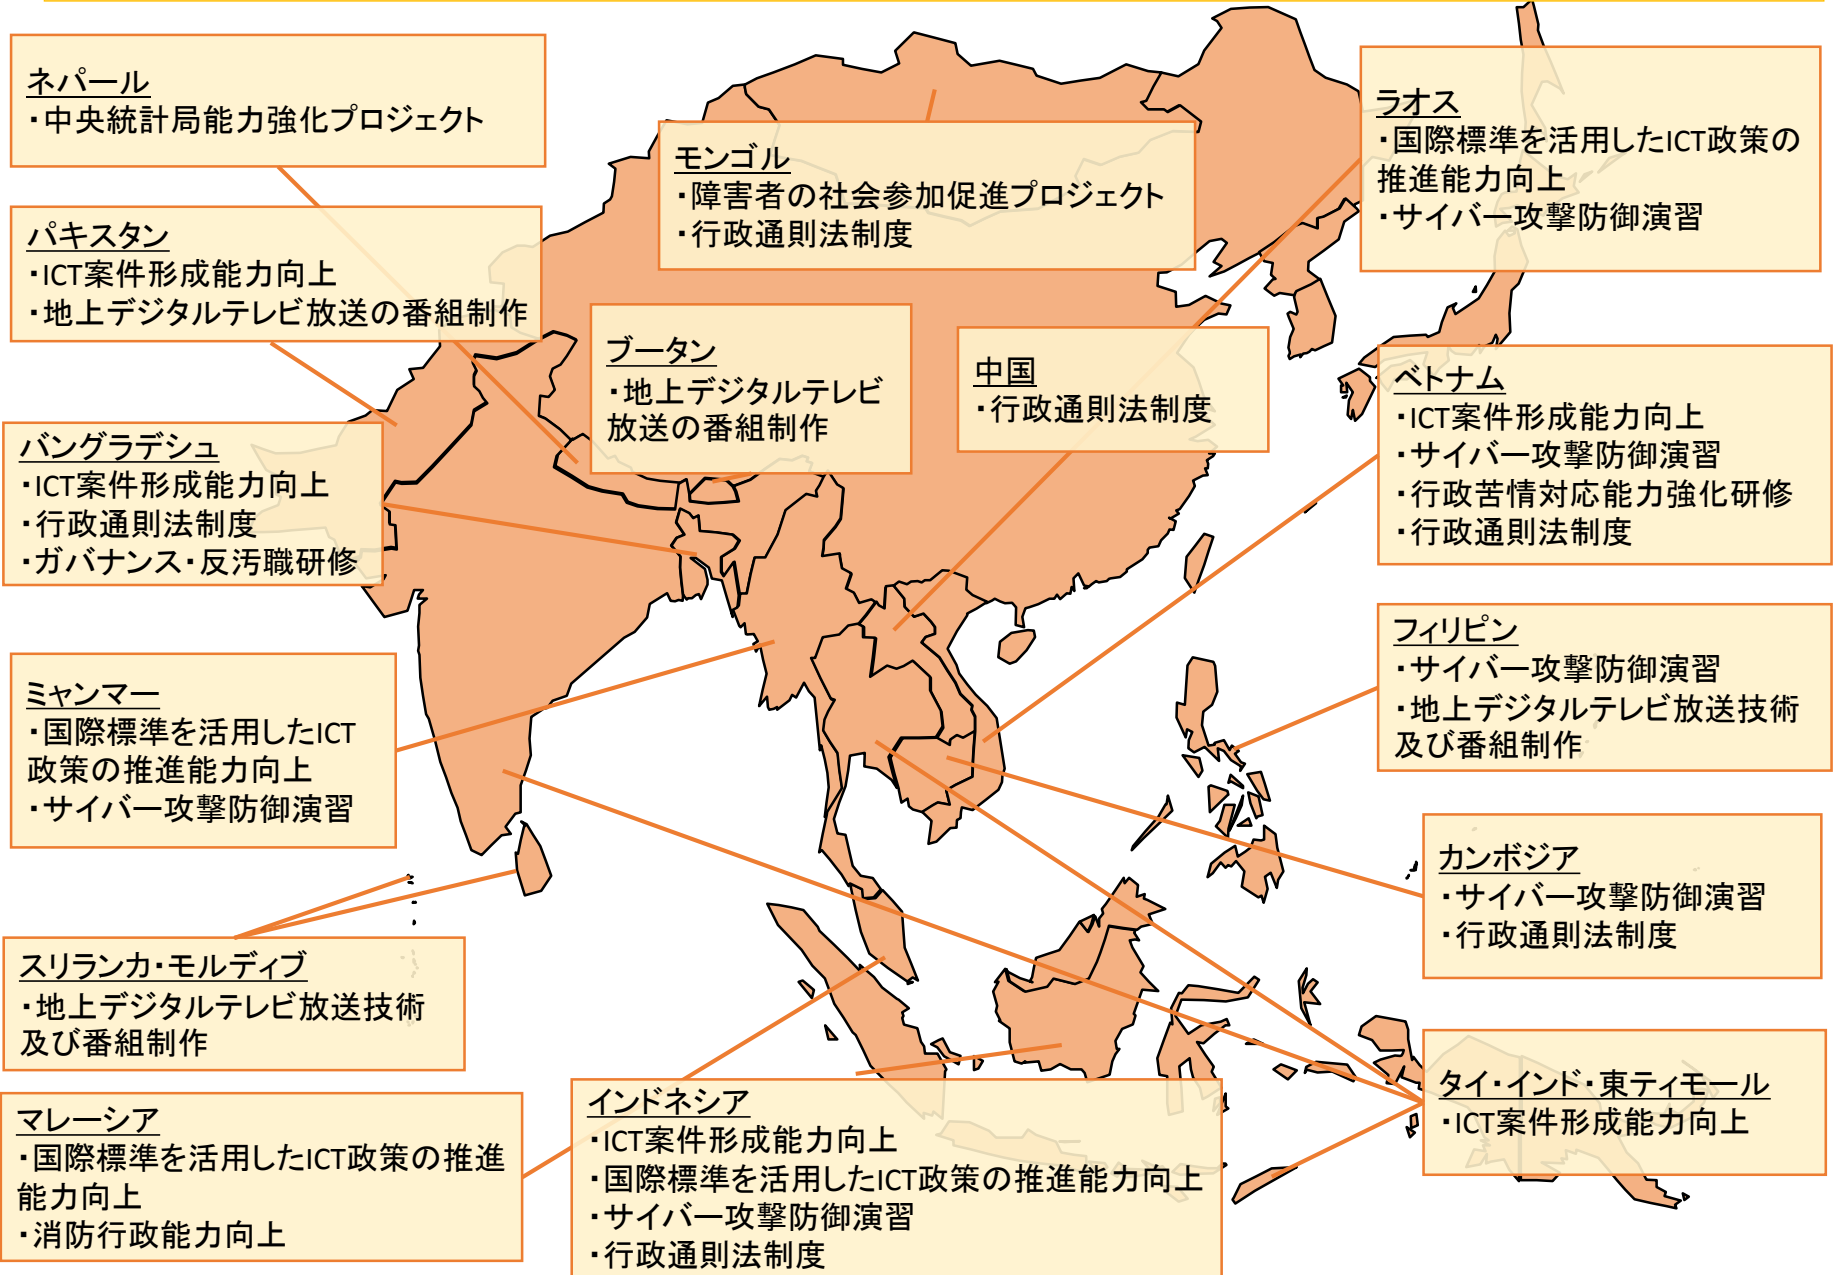 ネパール
・中央統計局能力強化プロジェクト
パキスタン
・ICT案件形成能力向上
・地上デジタルテレビ放送の番組制作
バングラデシュ
・ICT案件形成能力向上
・行政通則法制度
・ガバナンス・反汚職研修
ミャンマー
・国際標準を活用したICT
政策の推進能力向上
・サイバー攻撃防御演習
スリランカ・モルディブ
・地上デジタルテレビ放送技術
及び番組制作
マレーシア
・国際標準を活用したICT政策の推進
能力向上
・消防行政能力向上
モンゴル
・障害者の社会参加促進プロジェクト
・行政通則法制度
ブータン
・地上デジタルテレビ
放送の番組制作
中国
・行政通則法制度
インドネシア
・ICT案件形成能力向上
・国際標準を活用したICT政策の推進能力向上
・サイバー攻撃防御演習
・行政通則法制度
ラオス
・国際標準を活用したICT政策の
推進能力向上
・サイバー攻撃防御演習
ベトナム
・ICT案件形成能力向上
・サイバー攻撃防御演習
・行政苦情対応能力強化研修
・行政通則法制度
フィリピン
・サイバー攻撃防御演習
・地上デジタルテレビ放送技術
及び番組制作
カンボジア
・サイバー攻撃防御演習
・行政通則法制度
タイ・インド・東ティモール
・ICT案件形成能力向上